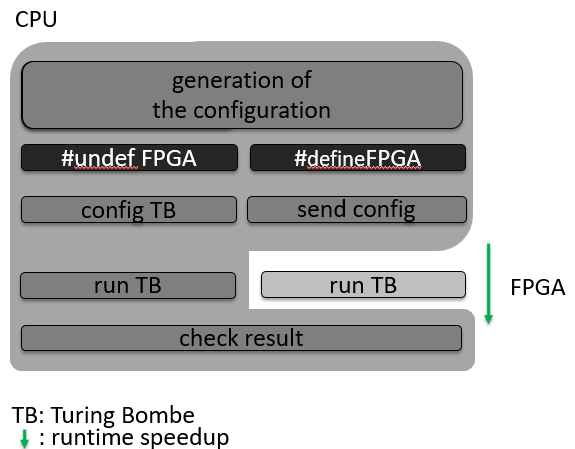 CPU
generation of
the configuration
#undef FPGA
#defineFPGA
config TB
send config
run TB
run TB
FPGA
check result
TB: Turing Bombe
: runtime speedup